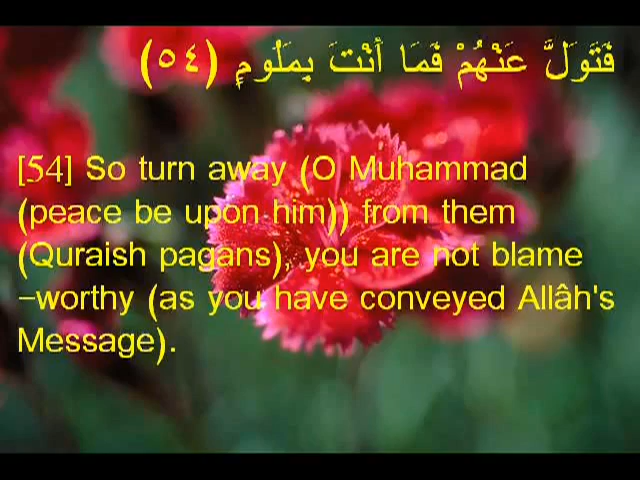 فَتَوَلَّ عَنْهُمْ فَمَا أَنْتَ بِمَلُومٍ (٥٤)
[54] So turn away (O Muhammad
(peace be upon him)) from them
(Quraish pagans), you are not blame
-worthy (as you have conveyed Allâh's
Message).